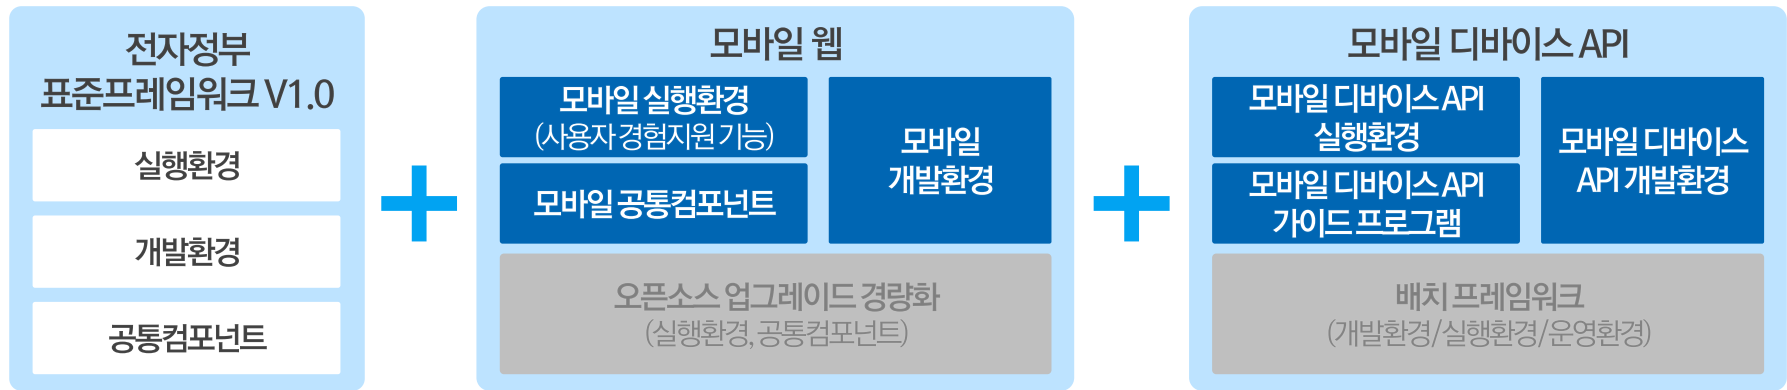 전자정부
표준프레임워크 V1.0
실행환경
개발환경
공통컴포넌트
모바일 웹
모바일 실행환경
(사용자 경험지원 기능)
모바일 공통컴포넌트
모바일
개발환경
오픈소스 업그레이드 경량화
(실행환경, 공통컴포넌트)
모바일 디바이스 API
모바일 디바이스 API
실행환경
모바일 디바이스 API
가이드 프로그램
모바일 디바이스
API 개발환경
배치 프레임워크
(개발환경/실행환경/운영환경)